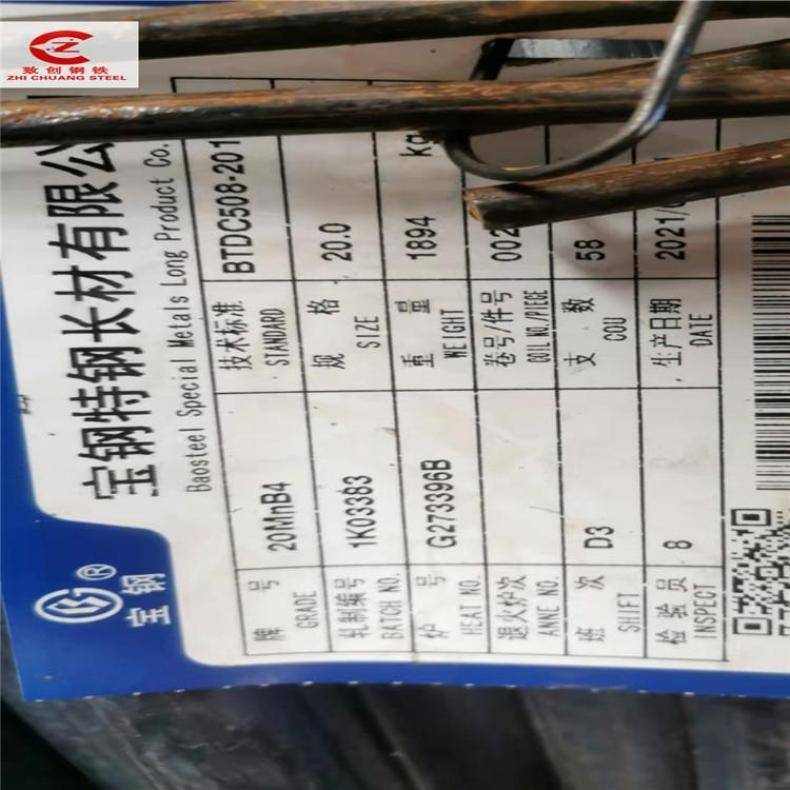 致创钢铁
ZHI CHUANG STEEL
宝钢
宝钢特钢长材有限公
Baosteel Special Metals Long Product Co.
牌号 GRADE 20MnB4 技术标准 STANDARD BTDC508-201
轧制编号 BATCH NO. 1K03383 规格 SIZE 20.0
炉号 HEAT NO. G273396B 重量 WEIGHT 1894 kg
退火炉次 ANNE NO. 卷号/件号 COIL NO./PIECE 002
班次 SHIFT D3 支数 COU 58
检验员 INSPECT 8 生产日期 DATE 2021/